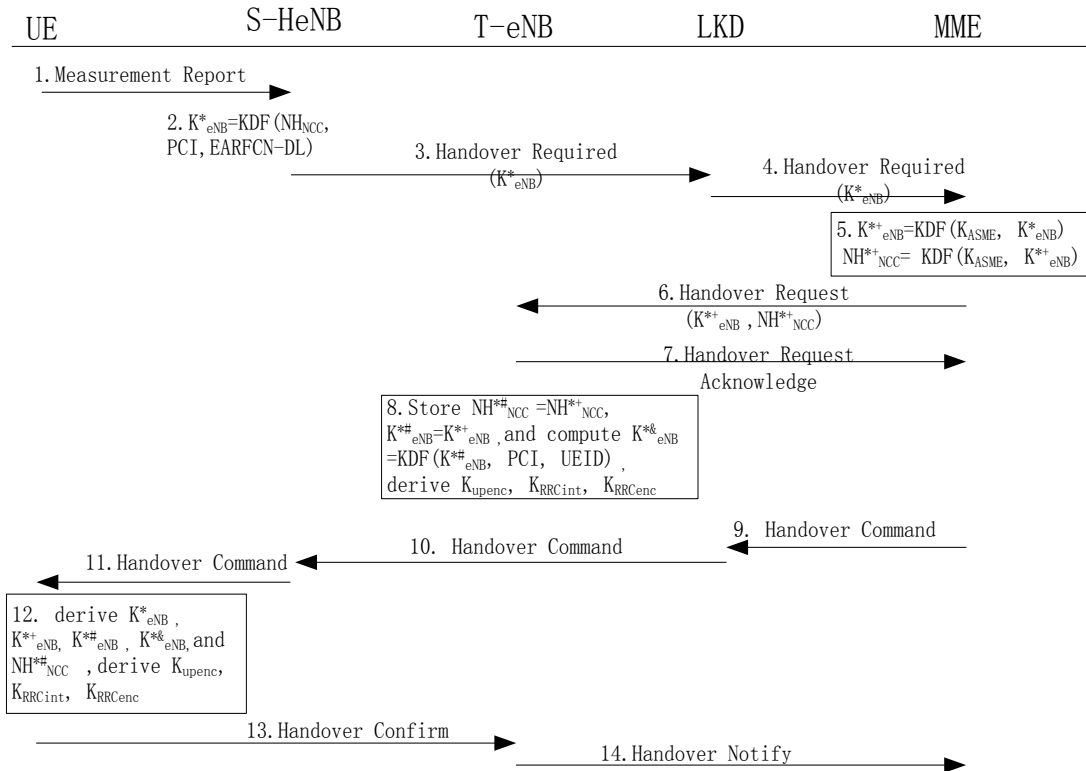 UE S-HeNB T-eNB LKD MME
1.Measurement Report
2.K*eNB=KDF(NHNCC,
PCI,EARFCN-DL)
3.Handover Required
(K*eNB)
4.Handover Required
(K*eNB)
5.K*+eNB=KDF(KASME, K*eNB)
NH*+NCC= KDF(KASME, K*+eNB)
6.Handover Request
(K*+eNB ,NH*+NCC)
7.Handover Request
Acknowledge
8.Store NH*#NCC =NH*+NCC,
K*#eNB=K*+eNB ,and compute K*&eNB
=KDF(K*#eNB, PCI, UEID) ,
derive Kupenc, KRRCint, KRRCenc
9. Handover Command
10. Handover Command
11.Handover Command
12. derive K*eNB ,
K*+eNB, K*#eNB , K*&eNB,and
NH*#NCC ,derive Kupenc,
KRRCint, KRRCenc
13.Handover Confirm
14.Handover Notify